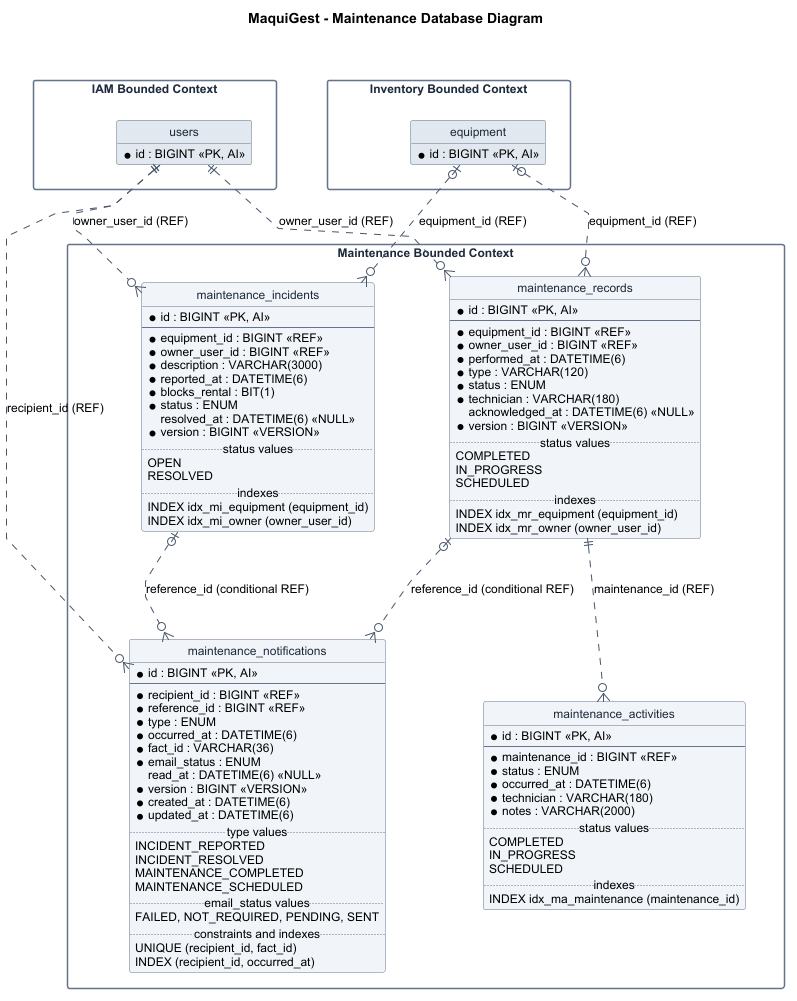 MaquiGest - Maintenance Database Diagram
IAM Bounded Context
users
id : BIGINT «PK, AI»
Inventory Bounded Context
equipment
id : BIGINT «PK, AI»
owner_user_id (REF)
owner_user_id (REF)
equipment_id (REF)
equipment_id (REF)
Maintenance Bounded Context
maintenance_incidents
id : BIGINT «PK, AI»
equipment_id : BIGINT «REF»
owner_user_id : BIGINT «REF»
description : VARCHAR(3000)
reported_at : DATETIME(6)
blocks_rental : BIT(1)
status : ENUM
resolved_at : DATETIME(6) «NULL»
version : BIGINT «VERSION»
status values
OPEN
RESOLVED
indexes
INDEX idx_mi_equipment (equipment_id)
INDEX idx_mi_owner (owner_user_id)
maintenance_records
id : BIGINT «PK, AI»
equipment_id : BIGINT «REF»
owner_user_id : BIGINT «REF»
performed_at : DATETIME(6)
type : VARCHAR(120)
status : ENUM
technician : VARCHAR(180)
acknowledged_at : DATETIME(6) «NULL»
version : BIGINT «VERSION»
status values
COMPLETED
IN_PROGRESS
SCHEDULED
indexes
INDEX idx_mr_equipment (equipment_id)
INDEX idx_mr_owner (owner_user_id)
recipient_id (REF)
reference_id (conditional REF)
reference_id (conditional REF)
maintenance_id (REF)
maintenance_notifications
id : BIGINT «PK, AI»
recipient_id : BIGINT «REF»
reference_id : BIGINT «REF»
type : ENUM
occurred_at : DATETIME(6)
fact_id : VARCHAR(36)
email_status : ENUM
read_at : DATETIME(6) «NULL»
version : BIGINT «VERSION»
created_at : DATETIME(6)
updated_at : DATETIME(6)
type values
INCIDENT_REPORTED
INCIDENT_RESOLVED
MAINTENANCE_COMPLETED
MAINTENANCE_SCHEDULED
email_status values
FAILED, NOT_REQUIRED, PENDING, SENT
constraints and indexes
UNIQUE (recipient_id, fact_id)
INDEX (recipient_id, occurred_at)
maintenance_activities
id : BIGINT «PK, AI»
maintenance_id : BIGINT «REF»
status : ENUM
occurred_at : DATETIME(6)
technician : VARCHAR(180)
notes : VARCHAR(2000)
status values
COMPLETED
IN_PROGRESS
SCHEDULED
indexes
INDEX idx_ma_maintenance (maintenance_id)